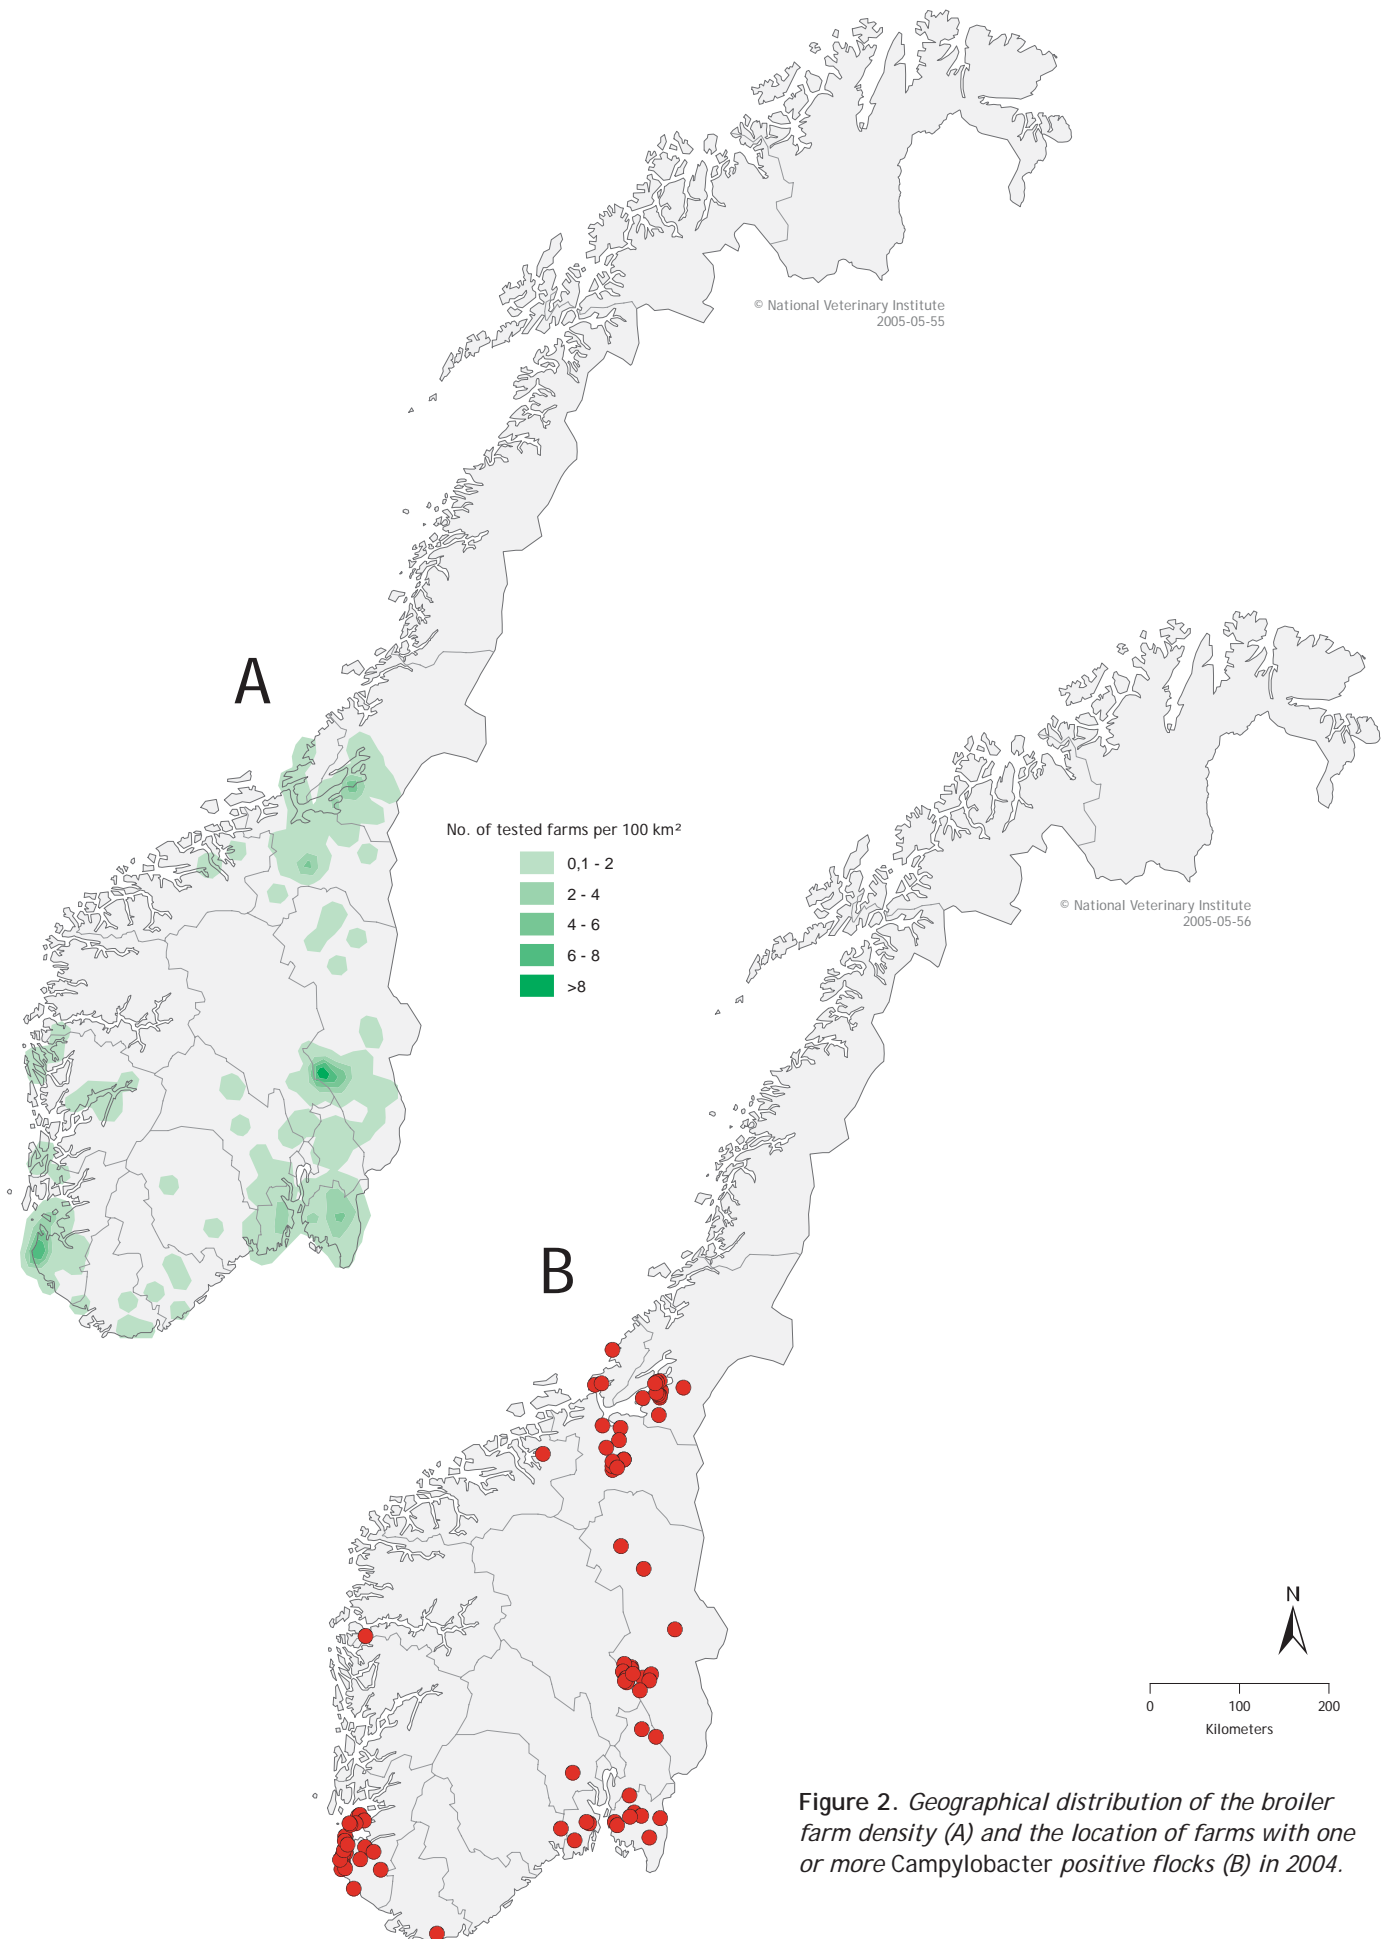 © National Veterinary Institute
2005-05-55
A
No. of tested farms per 100 km²
0,1 - 2
2 - 4
4 - 6
6 - 8
>8
© National Veterinary Institute
2005-05-56
B
N
0 100 200
Kilometers
Figure 2. Geographical distribution of the broiler
farm density (A) and the location of farms with one
or more Campylobacter positive flocks (B) in 2004.